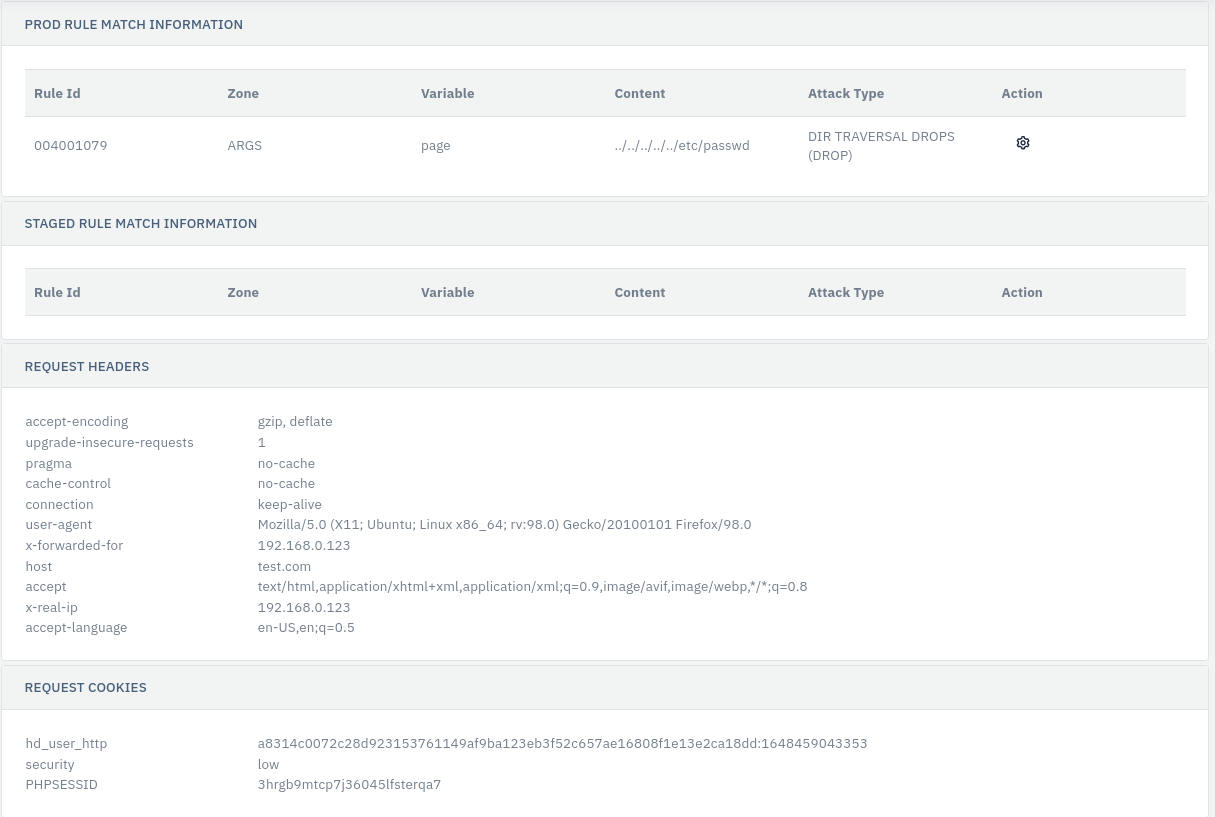 PROD RULE MATCH INFORMATION
Rule Id Zone Variable Content Attack Type Action
004001079 ARGS page ../../../../../etc/passwd DIR TRAVERSAL DROPS
(DROP)
STAGED RULE MATCH INFORMATION
Rule Id Zone Variable Content Attack Type Action
REQUEST HEADERS
accept-encoding gzip, deflate
upgrade-insecure-requests 1
pragma no-cache
cache-control no-cache
connection keep-alive
user-agent Mozilla/5.0 (X11; Ubuntu; Linux x86_64; rv:98.0) Gecko/20100101 Firefox/98.0
x-forwarded-for 192.168.0.123
host test.com
accept text/html,application/xhtml+xml,application/xml;q=0.9,image/avif,image/webp,*/*;q=0.8
x-real-ip 192.168.0.123
accept-language en-US,en;q=0.5
REQUEST COOKIES
hd_user_http a8314c0072c28d923153761149af9ba123eb3f52c657ae16808f1e13e2ca18dd:1648459043353
security low
PHPSESSID 3hrgb9mtcp7j36045lfsterqa7